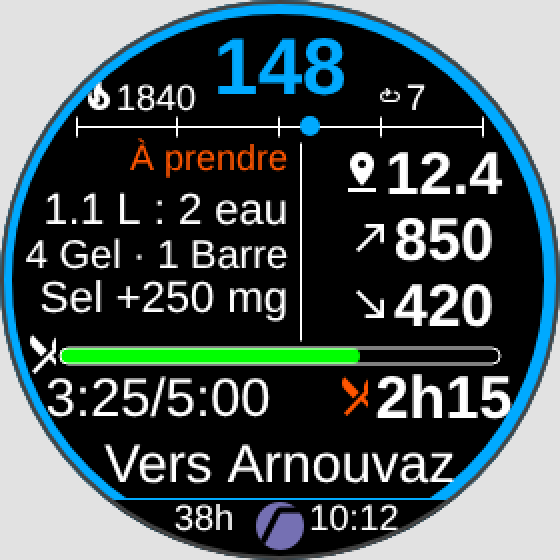 148
1840
7
À prendre
1.1 L : 2 eau
4 Gel · 1 Barre
Sel +250 mg
12.4
850
420
3:25/5:00
2h15
Vers Arnouvaz
38h
10:12